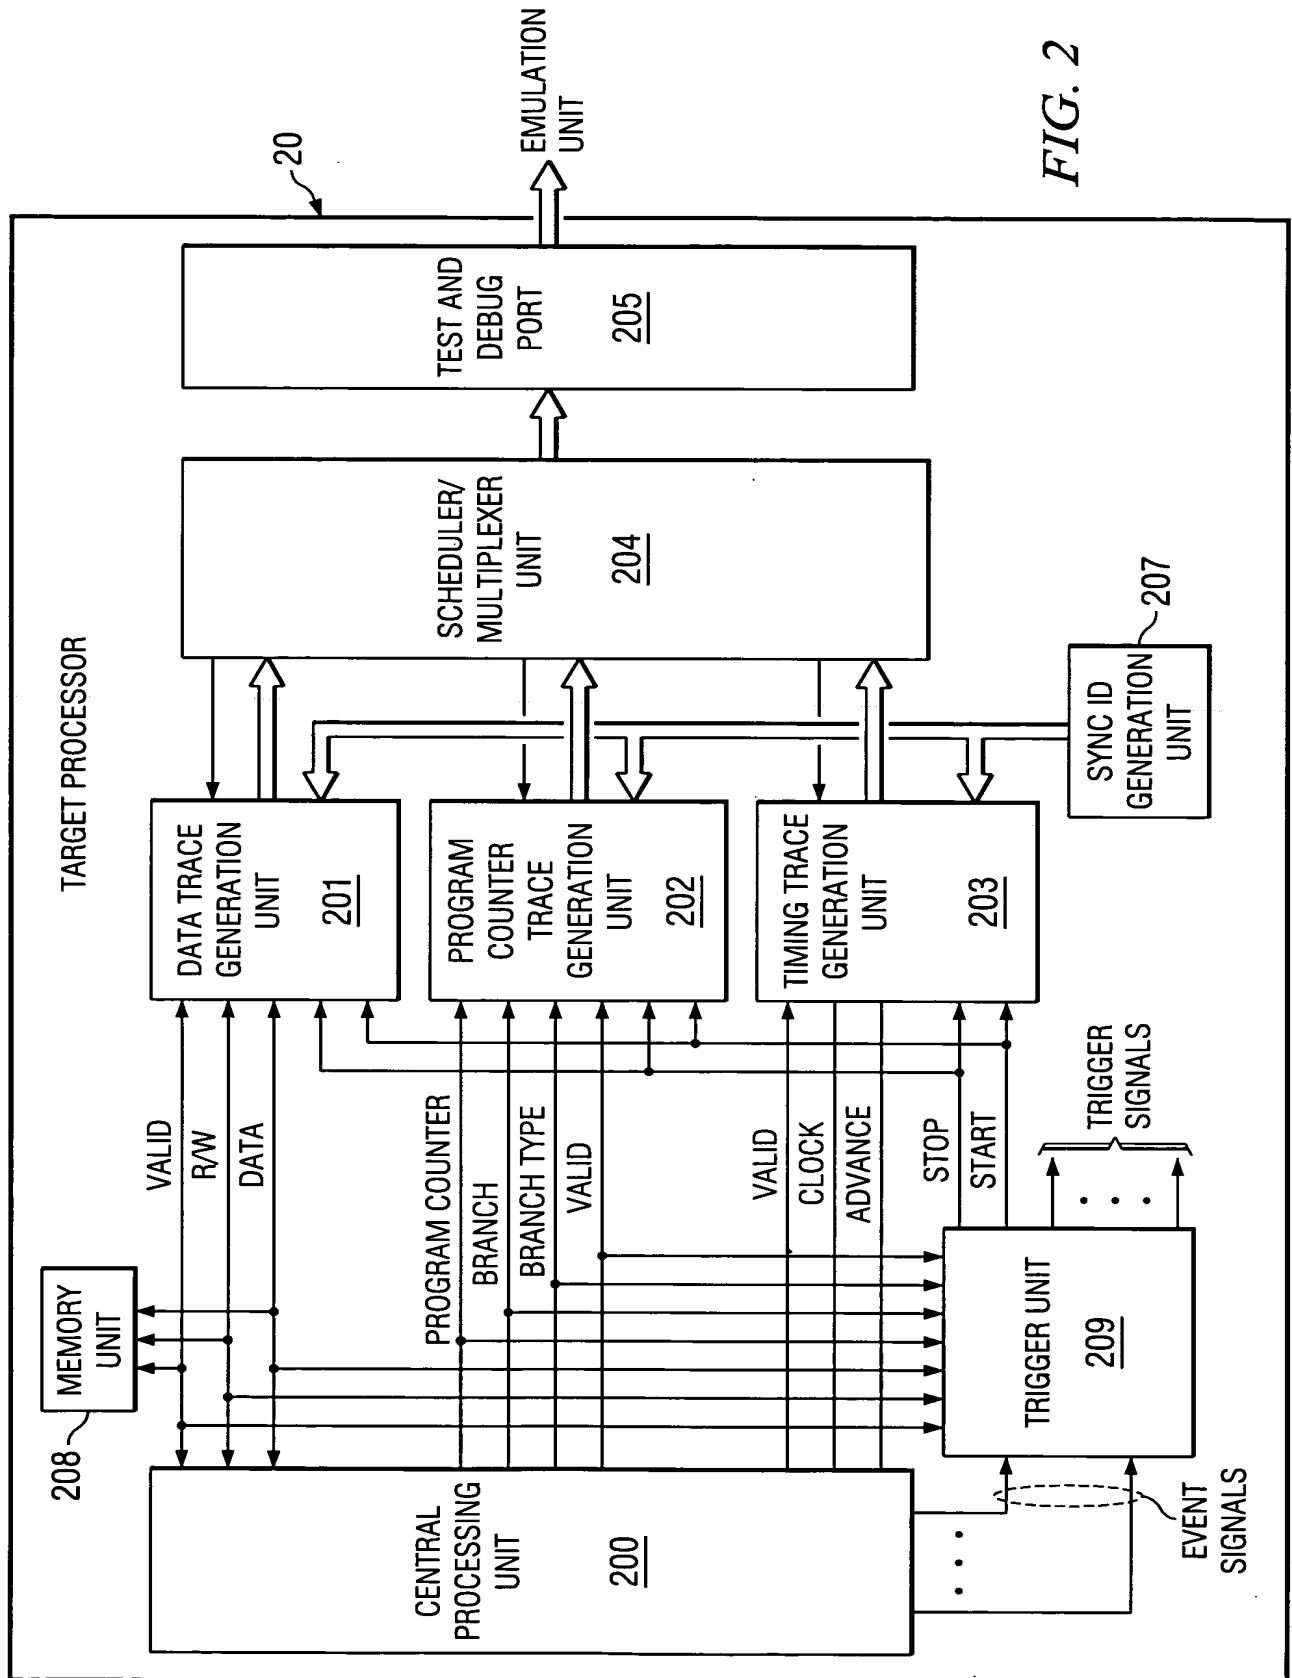 TARGET PROCESSOR
20
208
MEMORY
UNIT
CENTRAL
PROCESSING
UNIT
200
VALID
R/W
DATA
PROGRAM COUNTER
BRANCH
BRANCH TYPE
VALID
VALID
CLOCK
ADVANCE
STOP
START
DATA TRACE
GENERATION
UNIT
201
PROGRAM
COUNTER
TRACE
GENERATION
UNIT
202
TIMING TRACE
GENERATION
UNIT
203
SCHEDULER/
MULTIPLEXER
UNIT
204
TEST AND
DEBUG
PORT
205
EMULATION
UNIT
TRIGGER UNIT
209
TRIGGER
SIGNALS
EVENT
SIGNALS
SYNC ID
GENERATION
UNIT
207
FIG. 2